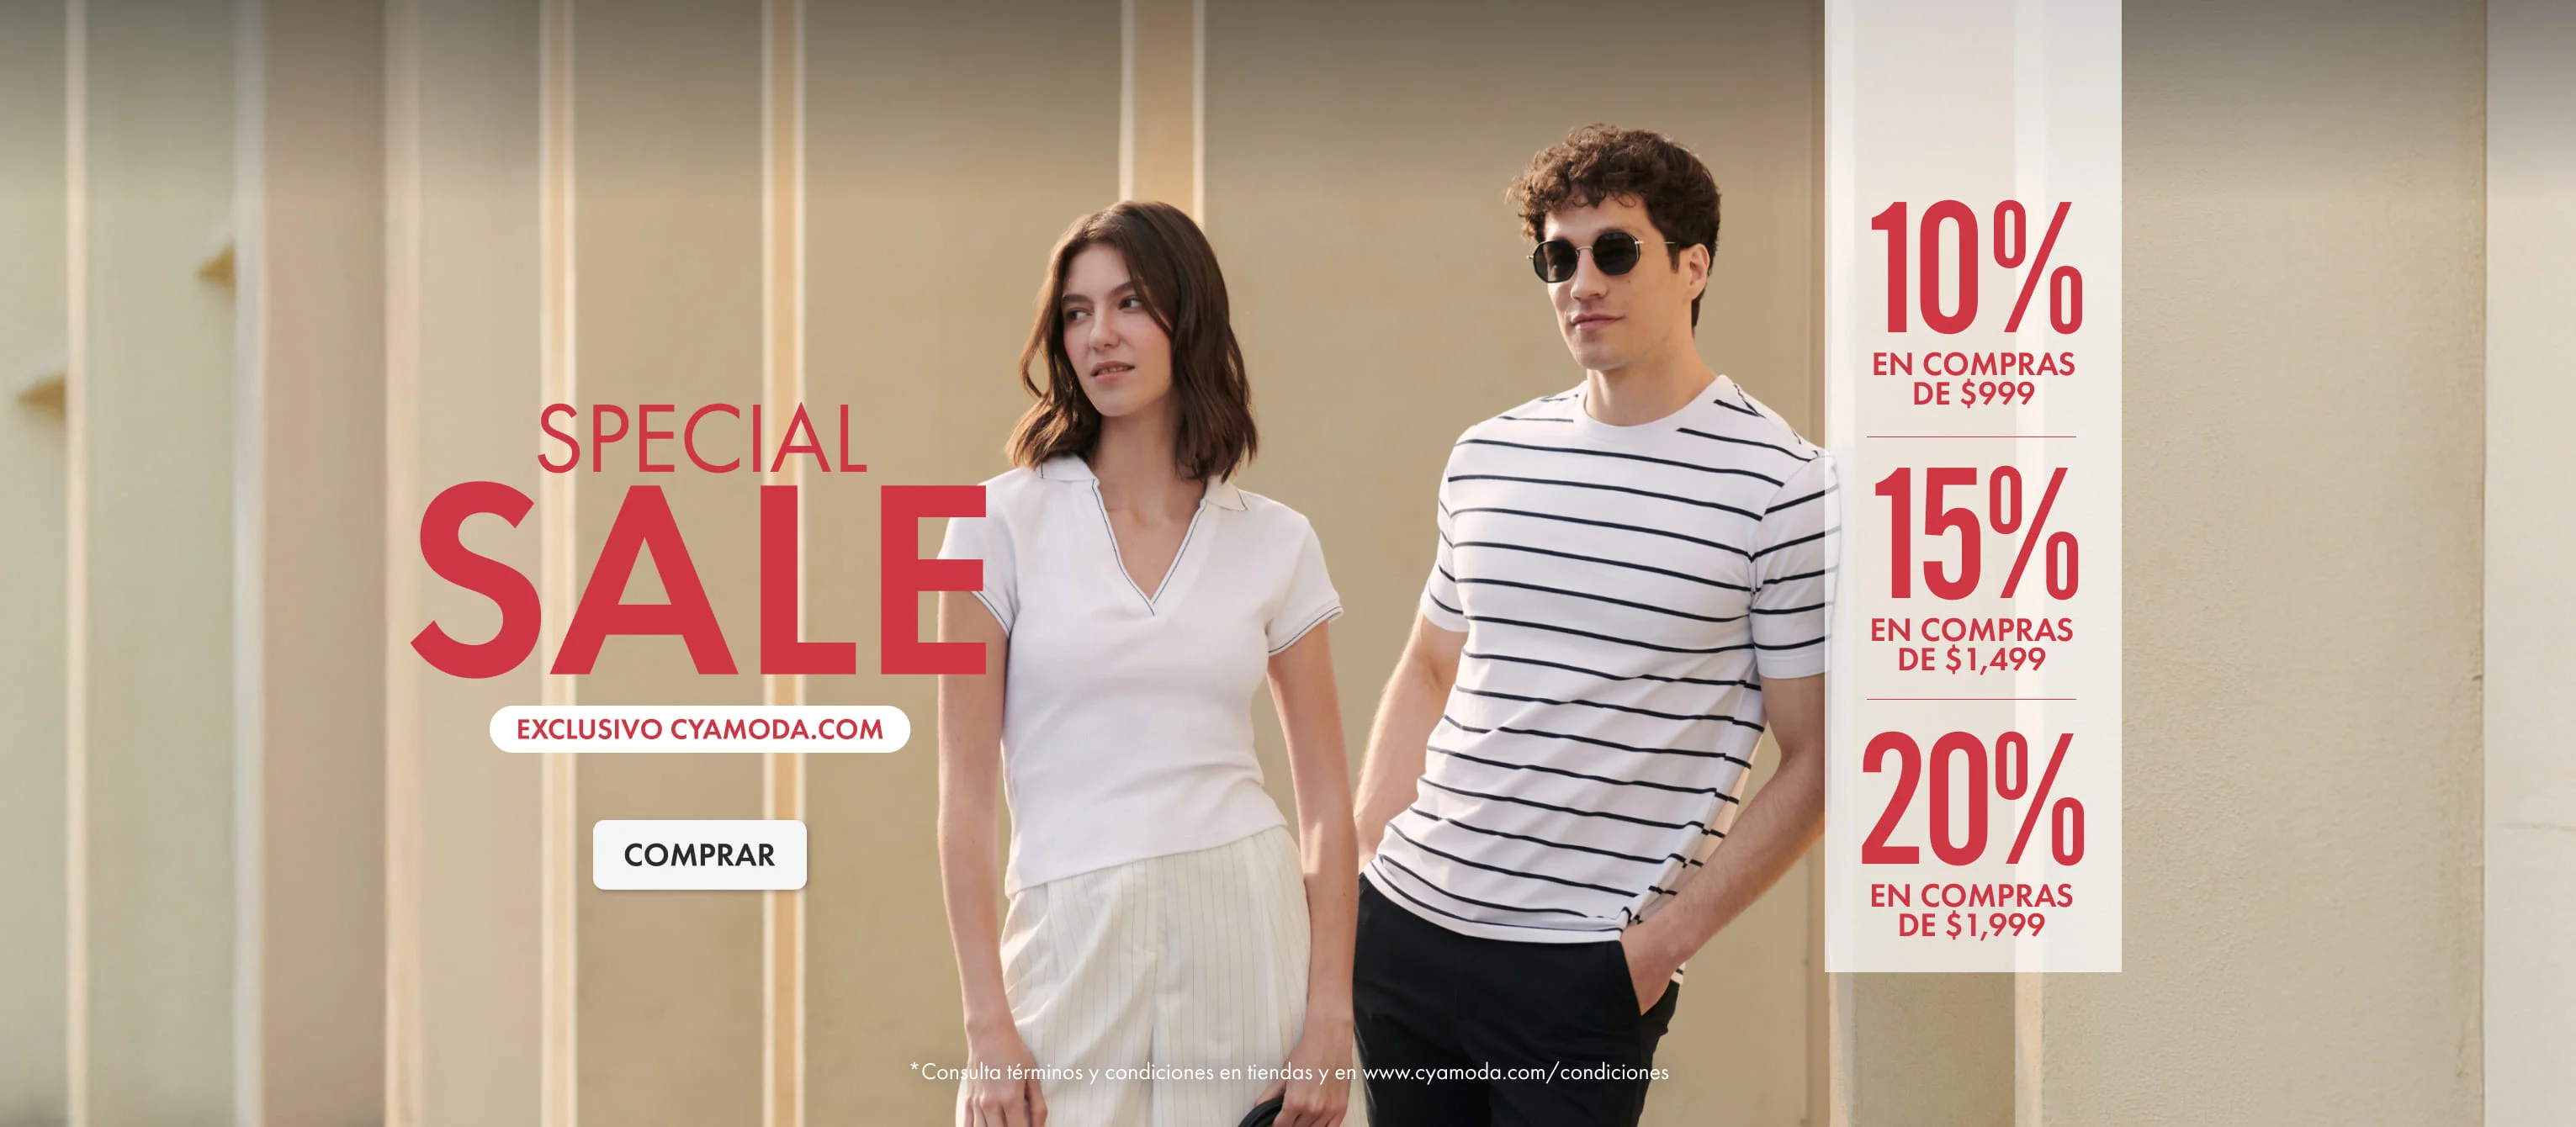 SPECIAL
SALE
EXCLUSIVO CYAMODA.COM
COMPRAR
10%
EN COMPRAS
DE $999
15%
EN COMPRAS
DE $1,499
20%
EN COMPRAS
DE $1,999
*Consulta términos y condiciones en tiendas y en www.cyamoda.com/condiciones